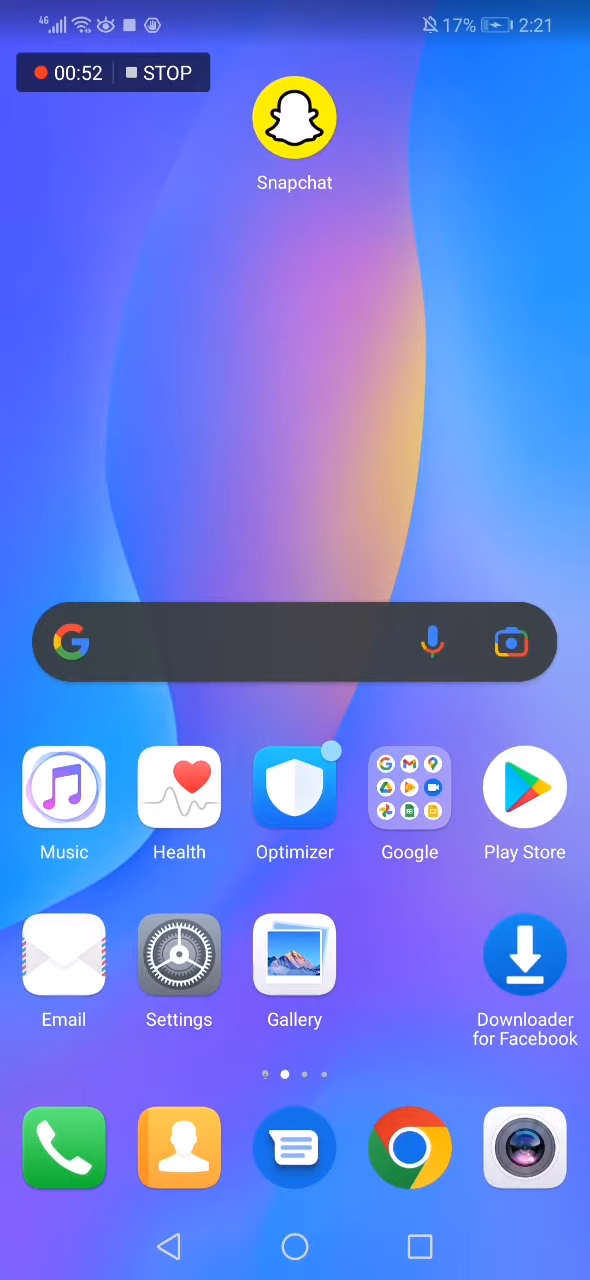 4G 17% 2:21
00:52 STOP
Snapchat
Music Health Optimizer Google Play Store
Email Settings Gallery Downloader
for Facebook